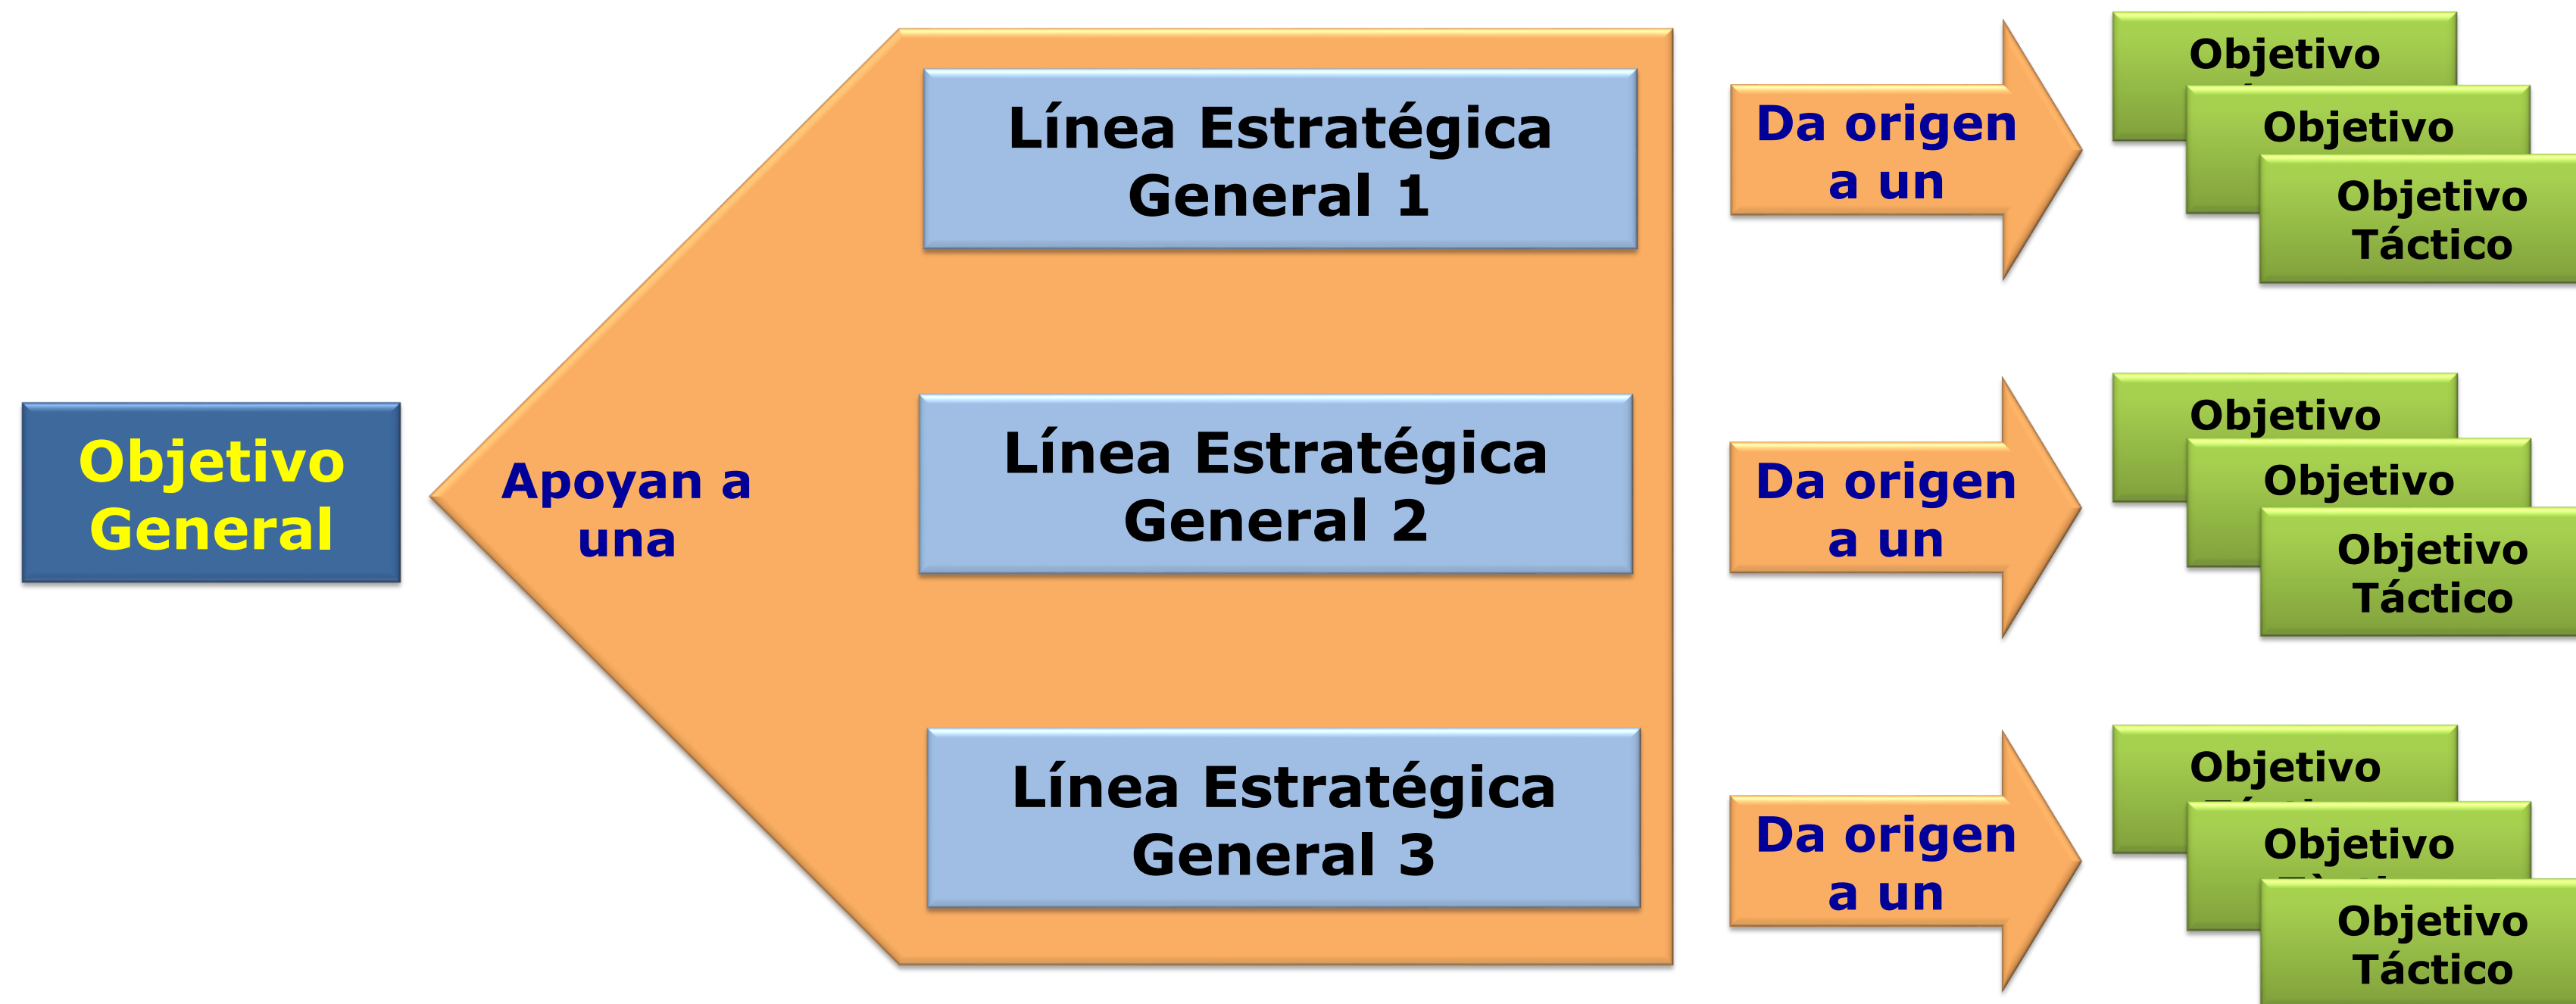 Objetivo
General
Apoyan a
una
Línea Estratégica
General 1
Da origen
a un
Objetivo
Objetivo
Objetivo
Táctico
Línea Estratégica
General 2
Da origen
a un
Objetivo
Objetivo
Objetivo
Táctico
Línea Estratégica
General 3
Da origen
a un
Objetivo
Objetivo
Objetivo
Táctico